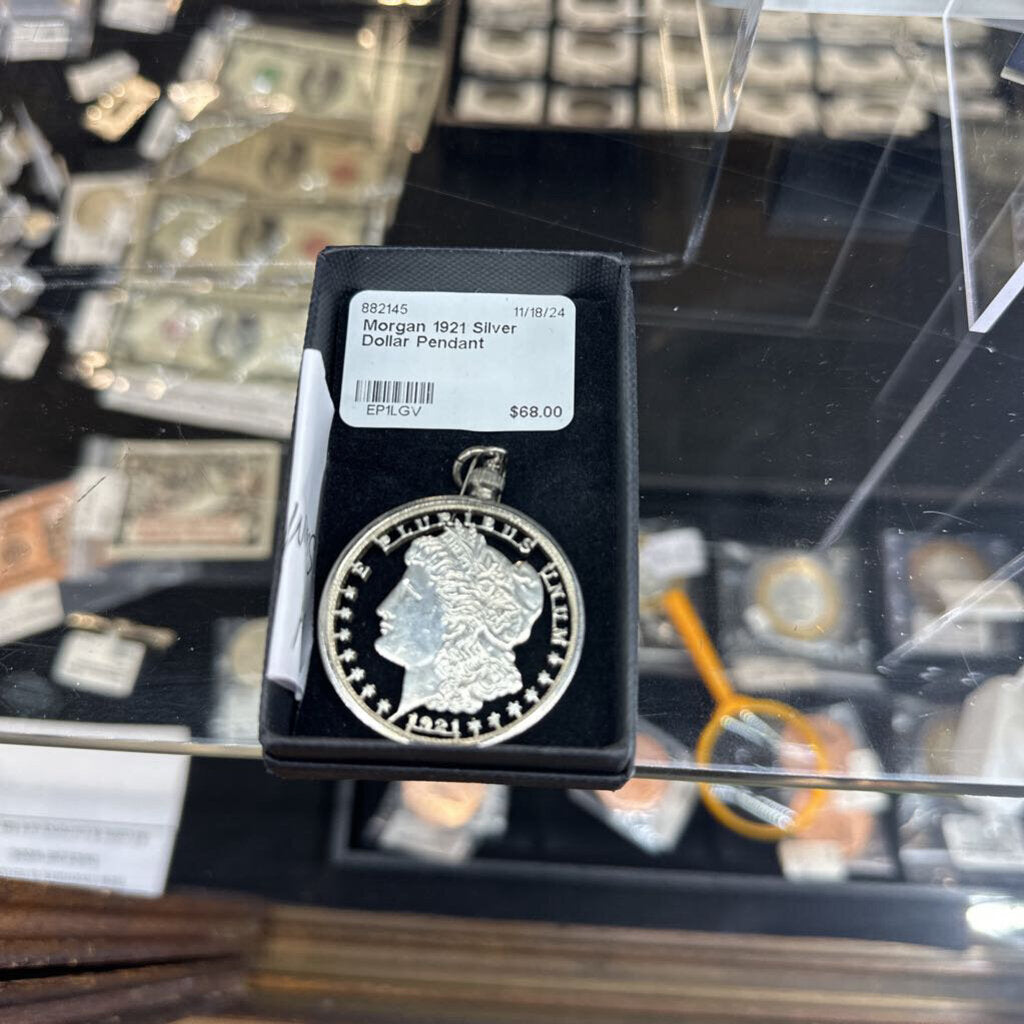 882145 11/18/24
Morgan 1921 Silver
Dollar Pendant
EP1LGV $68.00
E PLURIBUS UNUM
1921